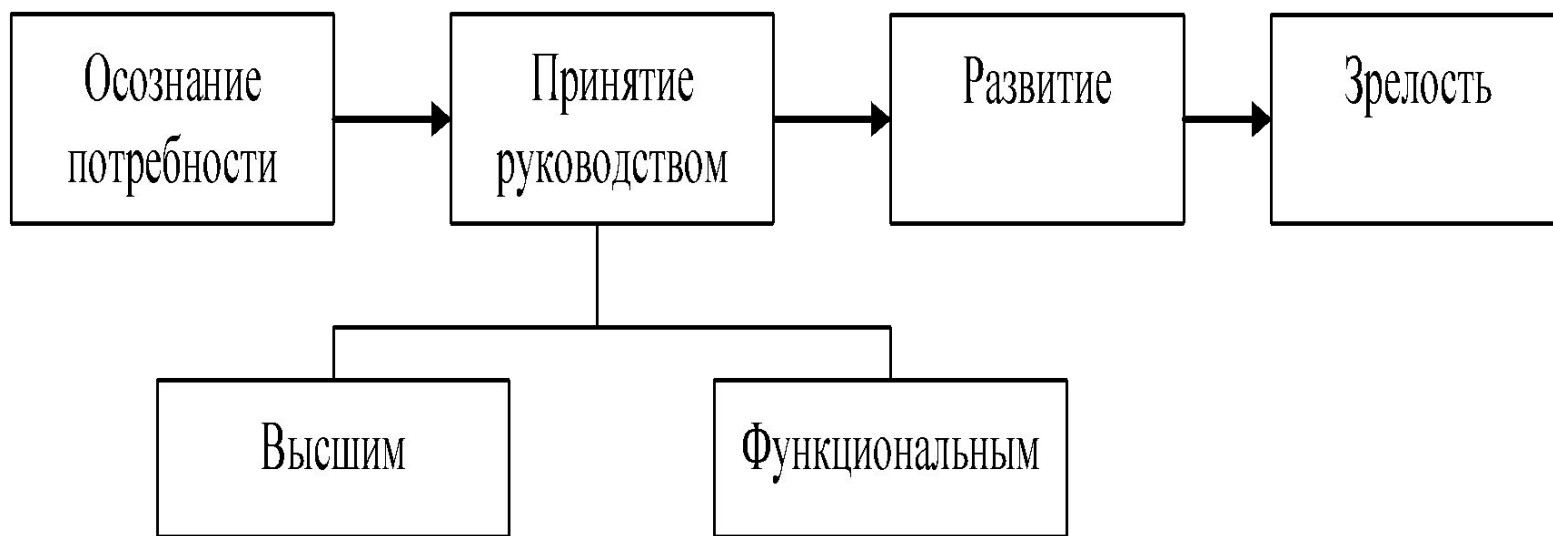 Осознание
потребности
Принятие
руководством
Развитие
Зрелость
Высшим
Функциональным